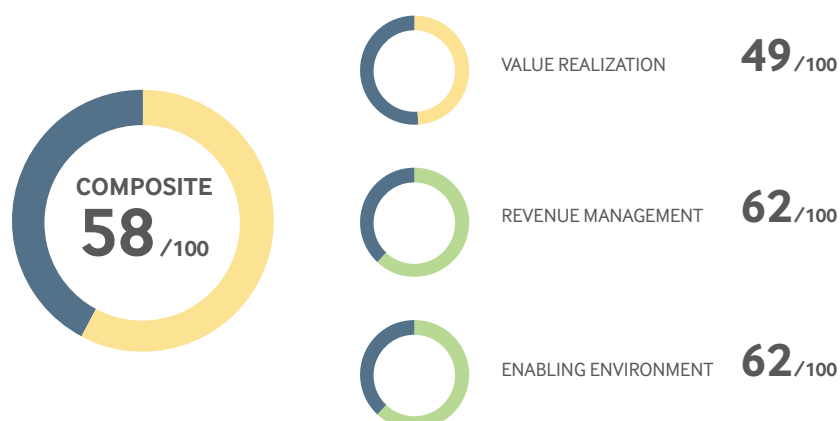 COMPOSITE
58 /100
VALUE REALIZATION 49/100
REVENUE MANAGEMENT 62/100
ENABLING ENVIRONMENT 62/100